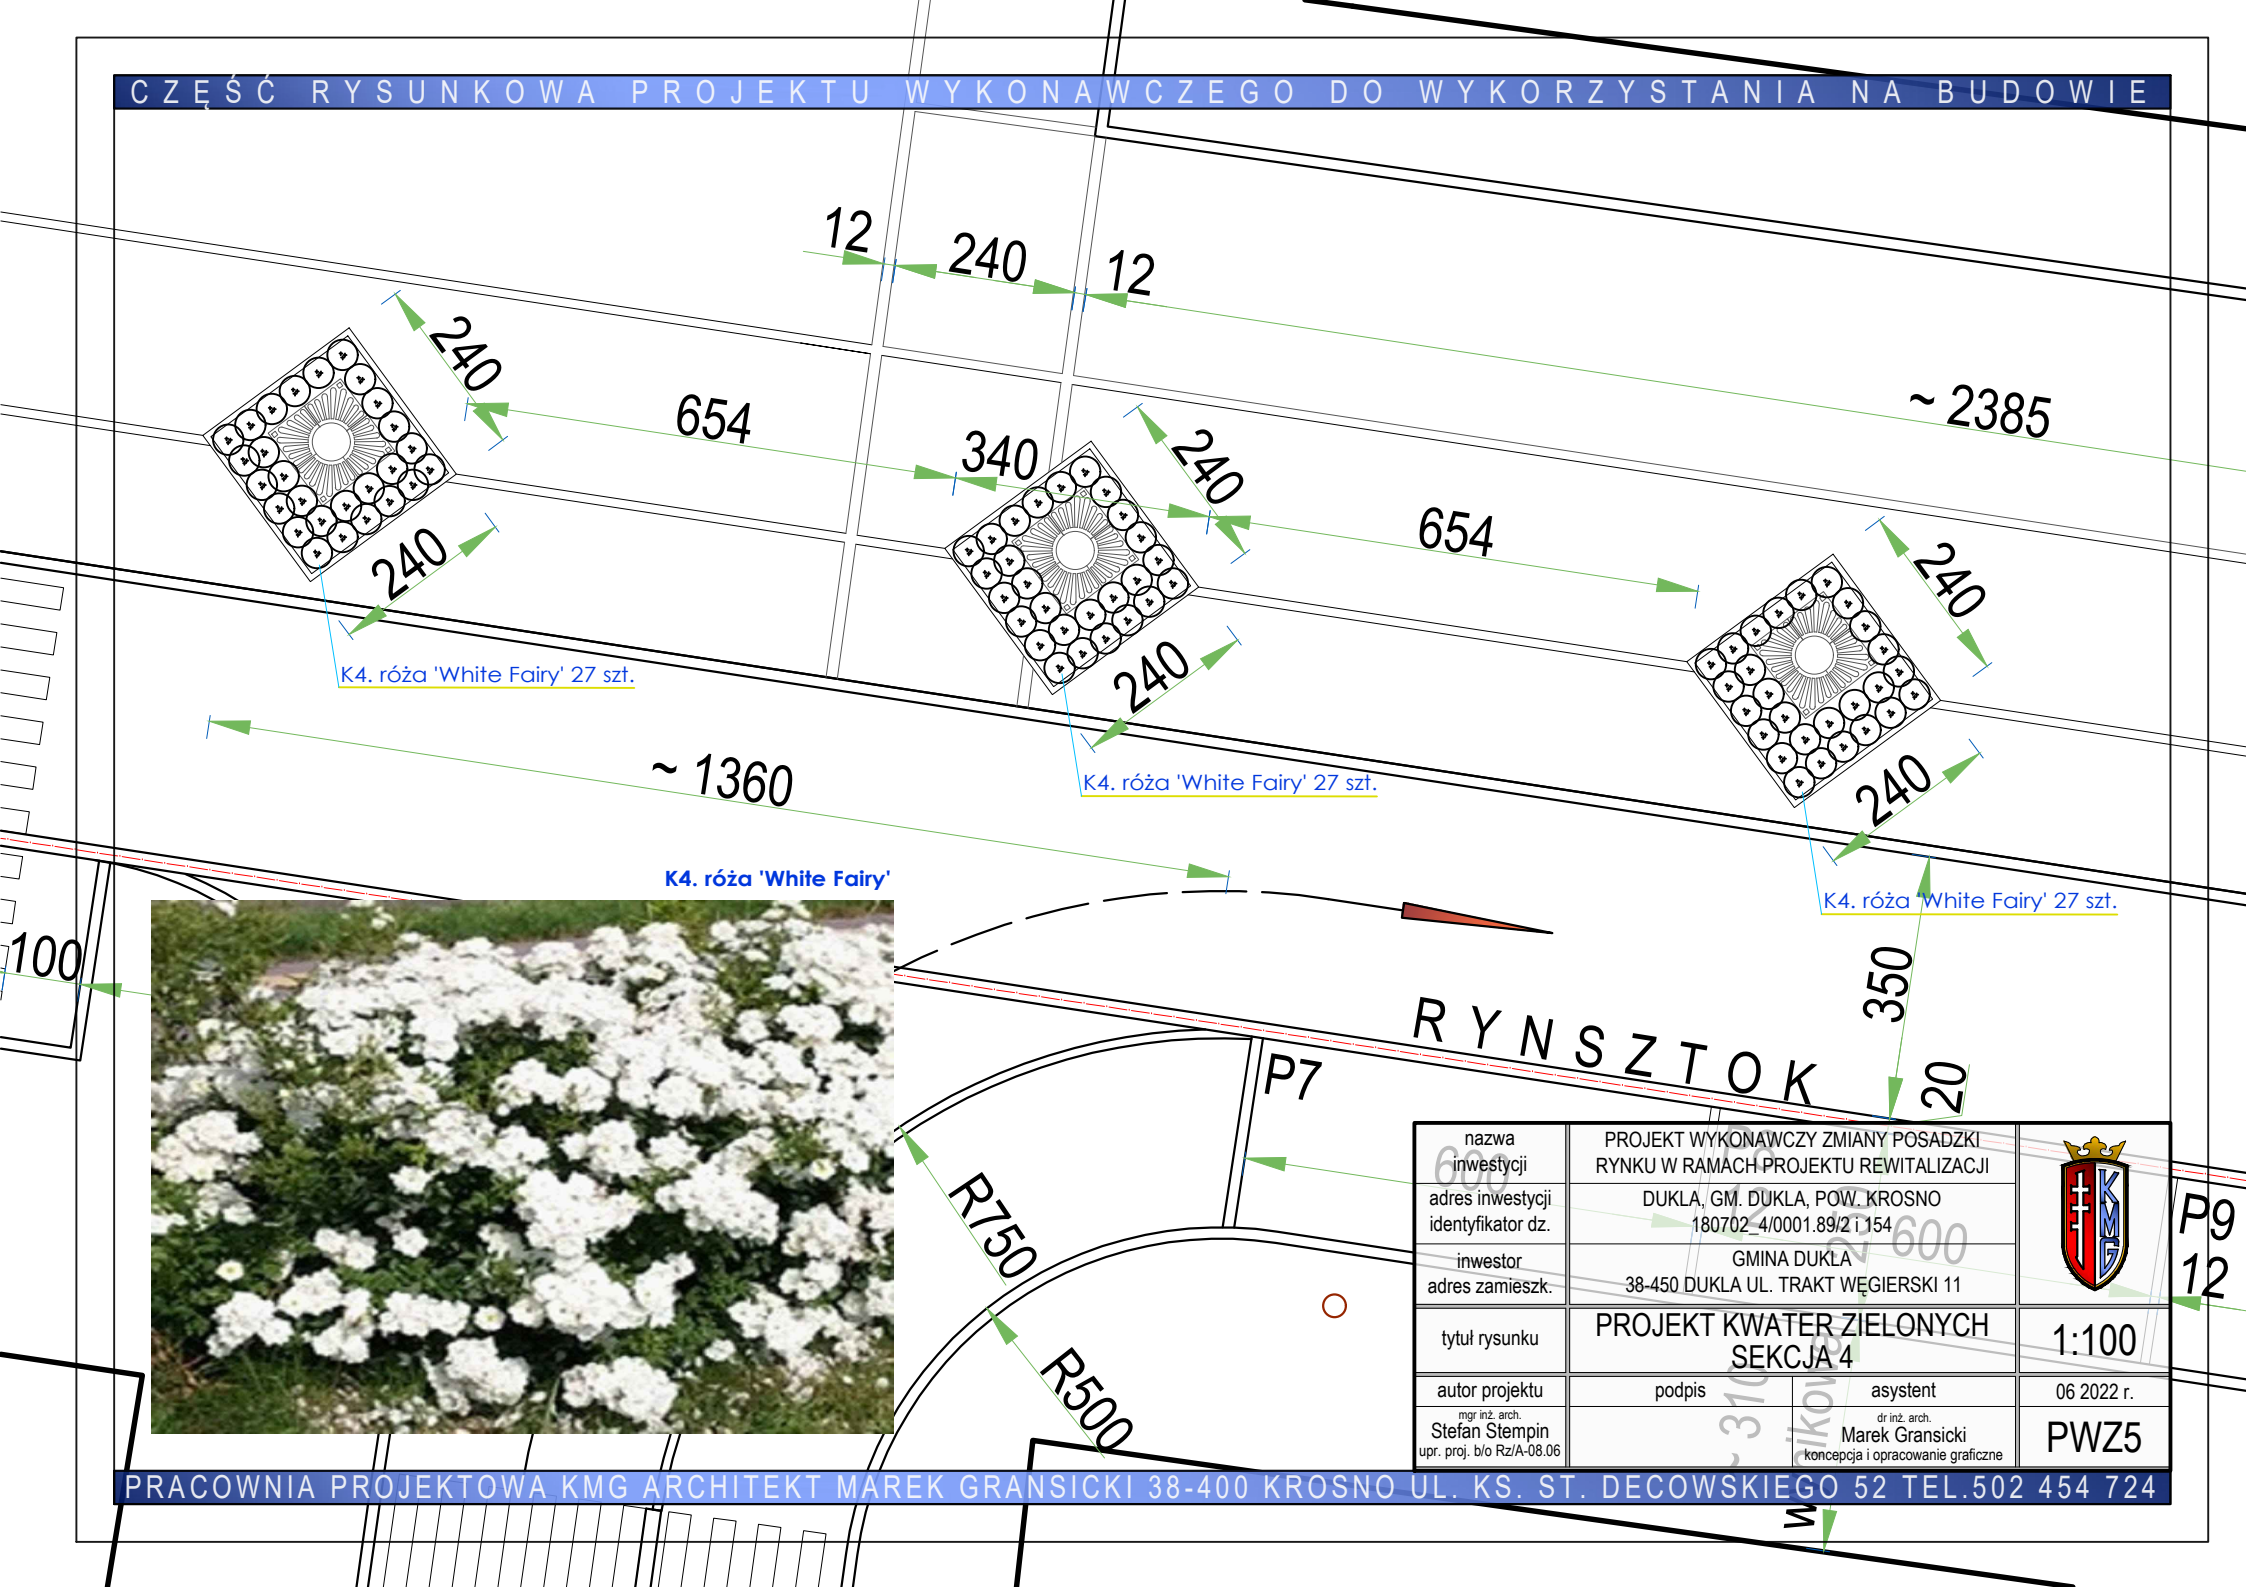 CZĘŚĆ RYSUNKOWA PROJEKTU WYKONAWCZEGO DO WYKORZYSTANIA NA BUDOWIE
12
240
12
~ 2385
240
654
340
240
654
240
240
240
240
K4. róża 'White Fairy' 27 szt.
K4. róża 'White Fairy' 27 szt.
K4. róża 'White Fairy' 27 szt.
~ 1360
K4. róża 'White Fairy'
100
350
20
RYNSZTOK
P7
R750
R500
600
P8
12
250
600
P9
12
~ 310
nazwa
inwestycji
PROJEKT WYKONAWCZY ZMIANY POSADZKI
RYNKU W RAMACH PROJEKTU REWITALIZACJI
adres inwestycji
identyfikator dz.
DUKLA, GM. DUKLA, POW. KROSNO
180702_4/0001.89/2 i 154
inwestor
adres zamieszk.
GMINA DUKLA
38-450 DUKLA UL. TRAKT WĘGIERSKI 11
tytuł rysunku
PROJEKT KWATER ZIELONYCH
SEKCJA 4
1:100
autor projektu
podpis
asystent
06 2022 r.
mgr inż. arch.
Stefan Stempin
upr. proj. b/o Rz/A-08.06
dr inż. arch.
Marek Gransicki
koncepcja i opracowanie graficzne
PWZ5
KMG
PRACOWNIA PROJEKTOWA KMG ARCHITEKT MAREK GRANSICKI 38-400 KROSNO UL. KS. ST. DECOWSKIEGO 52 TEL.502 454 724